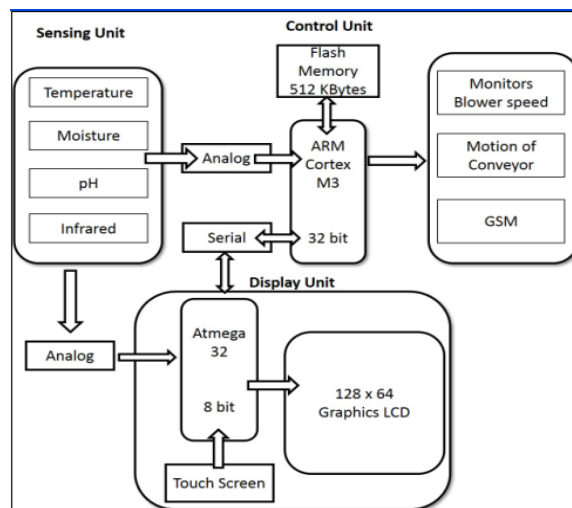 Sensing Unit
Control Unit
Temperature
Moisture
pH
Infrared
Analog
Flash
Memory
512 KBytes
ARM
Cortex
M3
32 bit
Monitors
Blower speed
Motion of
Conveyor
GSM
Serial
Display Unit
Analog
Atmega
32
8 bit
128 x 64
Graphics LCD
Touch Screen